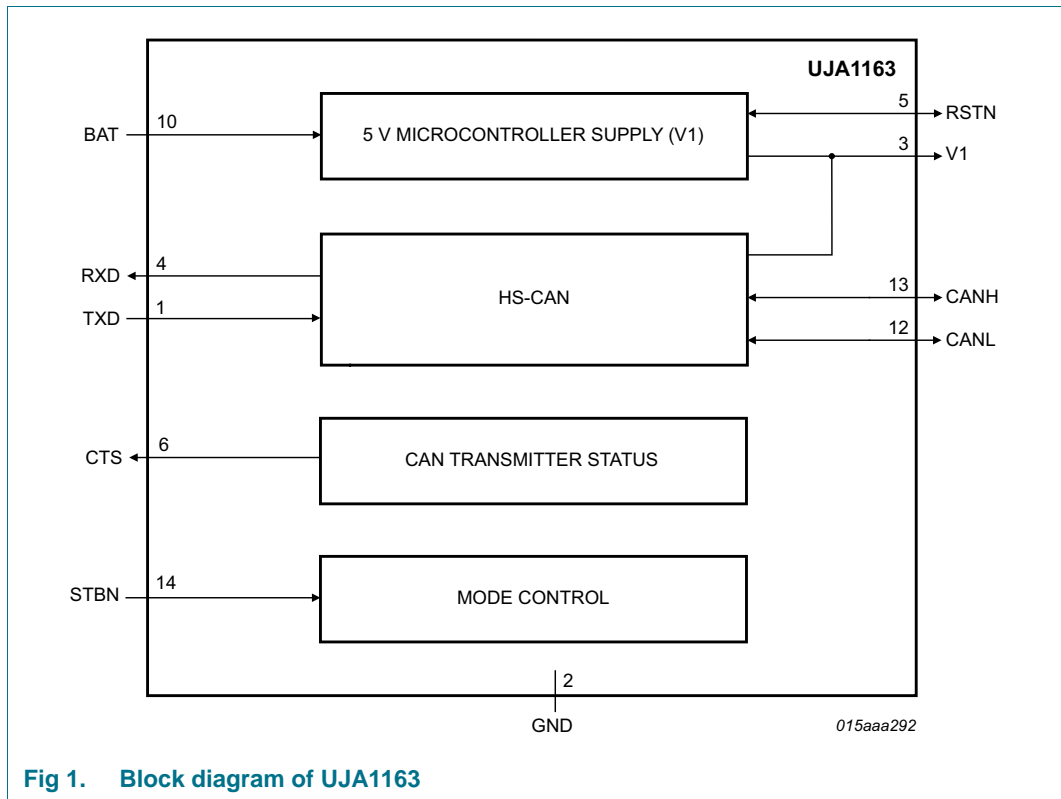 UJA1163
BAT
10
5 V MICROCONTROLLER SUPPLY (V1)
5
RSTN
3
V1
RXD
4
TXD
1
HS-CAN
13
CANH
12
CANL
CTS
6
CAN TRANSMITTER STATUS
STBN
14
MODE CONTROL
2
GND
015aaa292
Fig 1. Block diagram of UJA1163